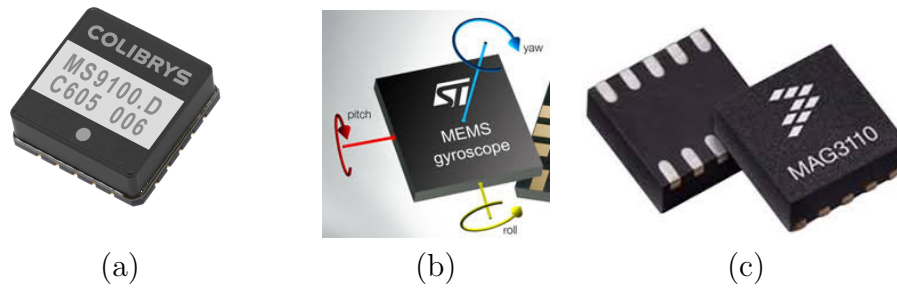 COLIBRYS
MS9100.D
C605 006
yaw
pitch
ST
MEMS
gyroscope
roll
MAG3110
(a)
(b)
(c)